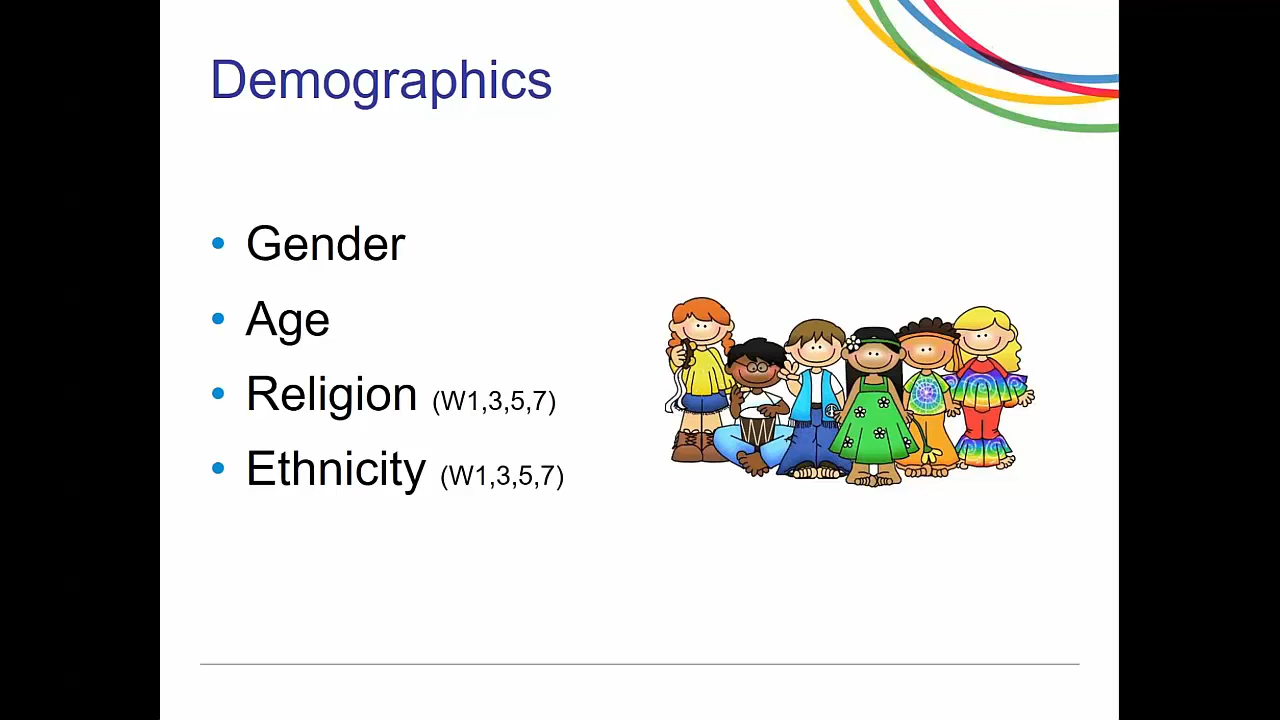 Demographics
• Gender
• Age
• Religion (W1,3,5,7)
• Ethnicity (W1,3,5,7)